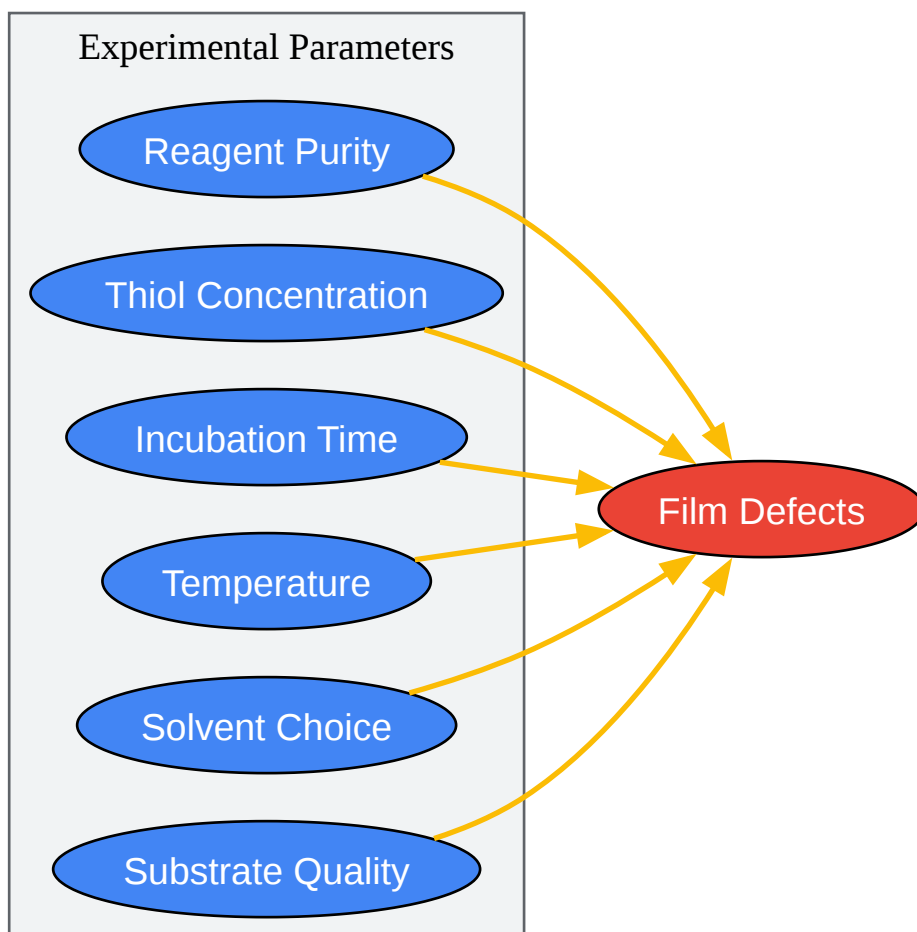 Experimental Parameters
Reagent Purity
Thiol Concentration
Incubation Time
Film Defects
Temperature
Solvent Choice
Substrate Quality